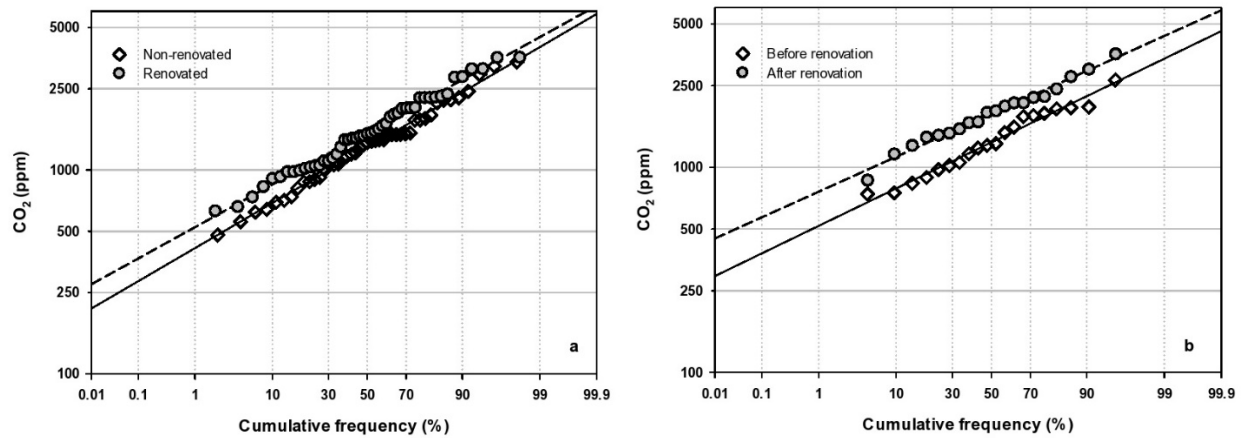 5000
2500
1000
500
250
100
CO2 (ppm)
Non-renovated
Renovated
a
0.01 0.1 1 10 30 50 70 90 99 99.9
Cumulative frequency (%)
5000
2500
1000
500
250
100
CO2 (ppm)
Before renovation
After renovation
b
0.01 0.1 1 10 30 50 70 90 99 99.9
Cumulative frequency (%)